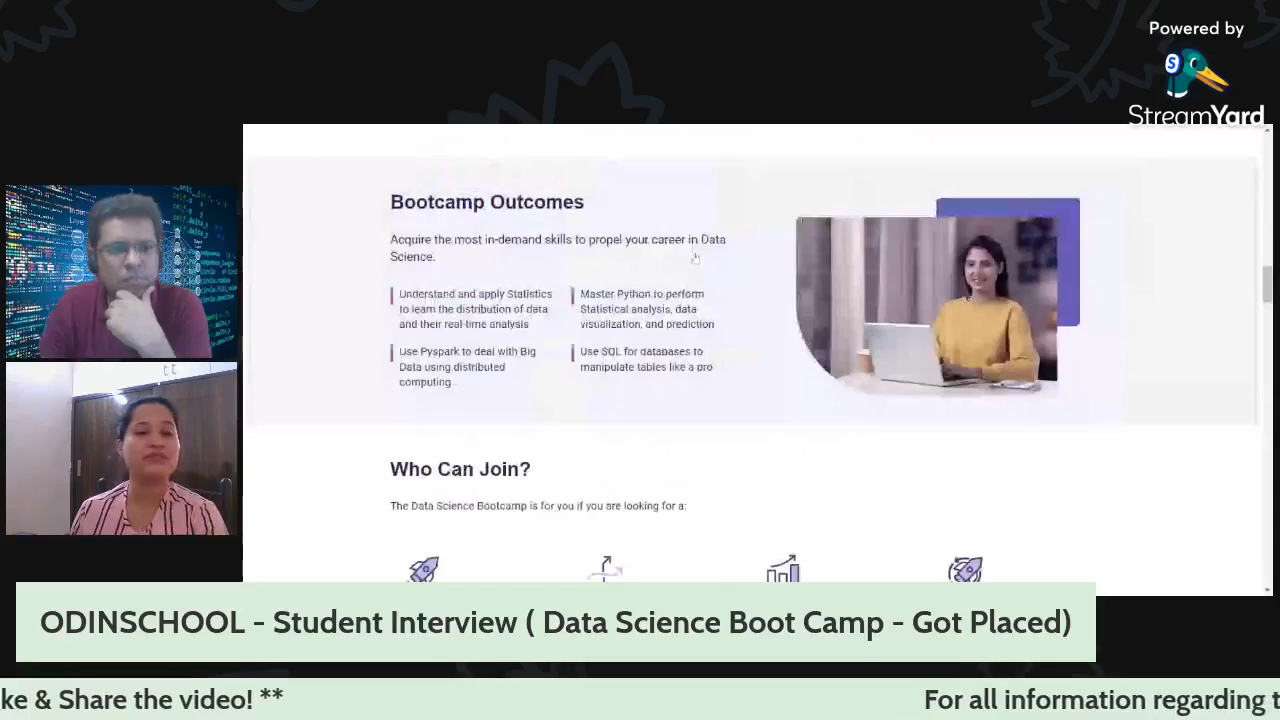 Powered by
StreamYard
Bootcamp Outcomes
Acquire the most in-demand skills to propel your career in Data
Science.
Understand and apply Statistics
to learn the distribution of data
and their real-time analysis
Master Python to perform
Statistical analysis, data
visualization, and prediction
Use Pyspark to deal with Big
Data using distributed
computing
Use SQL for databases to
manipulate tables like a pro
Who Can Join?
The Data Science Bootcamp is for you if you are looking for a:
ODINSCHOOL - Student Interview ( Data Science Boot Camp - Got Placed)
ke & Share the video! **
For all information regarding t